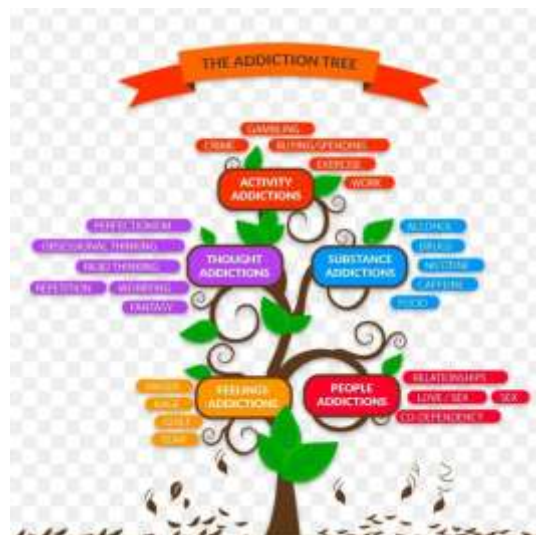 THE ADDICTION TREE
GAMBLING
CRIME
BUYING/SPENDING
EXERCISE
WORK
ACTIVITY
ADDICTIONS
PERFECTIONISM
OBSESSIONAL THINKING
RIGID THINKING
REPETITION
WORRYING
FANTASY
THOUGHT
ADDICTIONS
ALCOHOL
DRUGS
NICOTINE
CAFFEINE
FOOD
SUBSTANCE
ADDICTIONS
ANGER
RAGE
GUILT
FEELINGS
ADDICTIONS
RELATIONSHIPS
LOVE / SEX
SEX
CO-DEPENDENCY
PEOPLE
ADDICTIONS